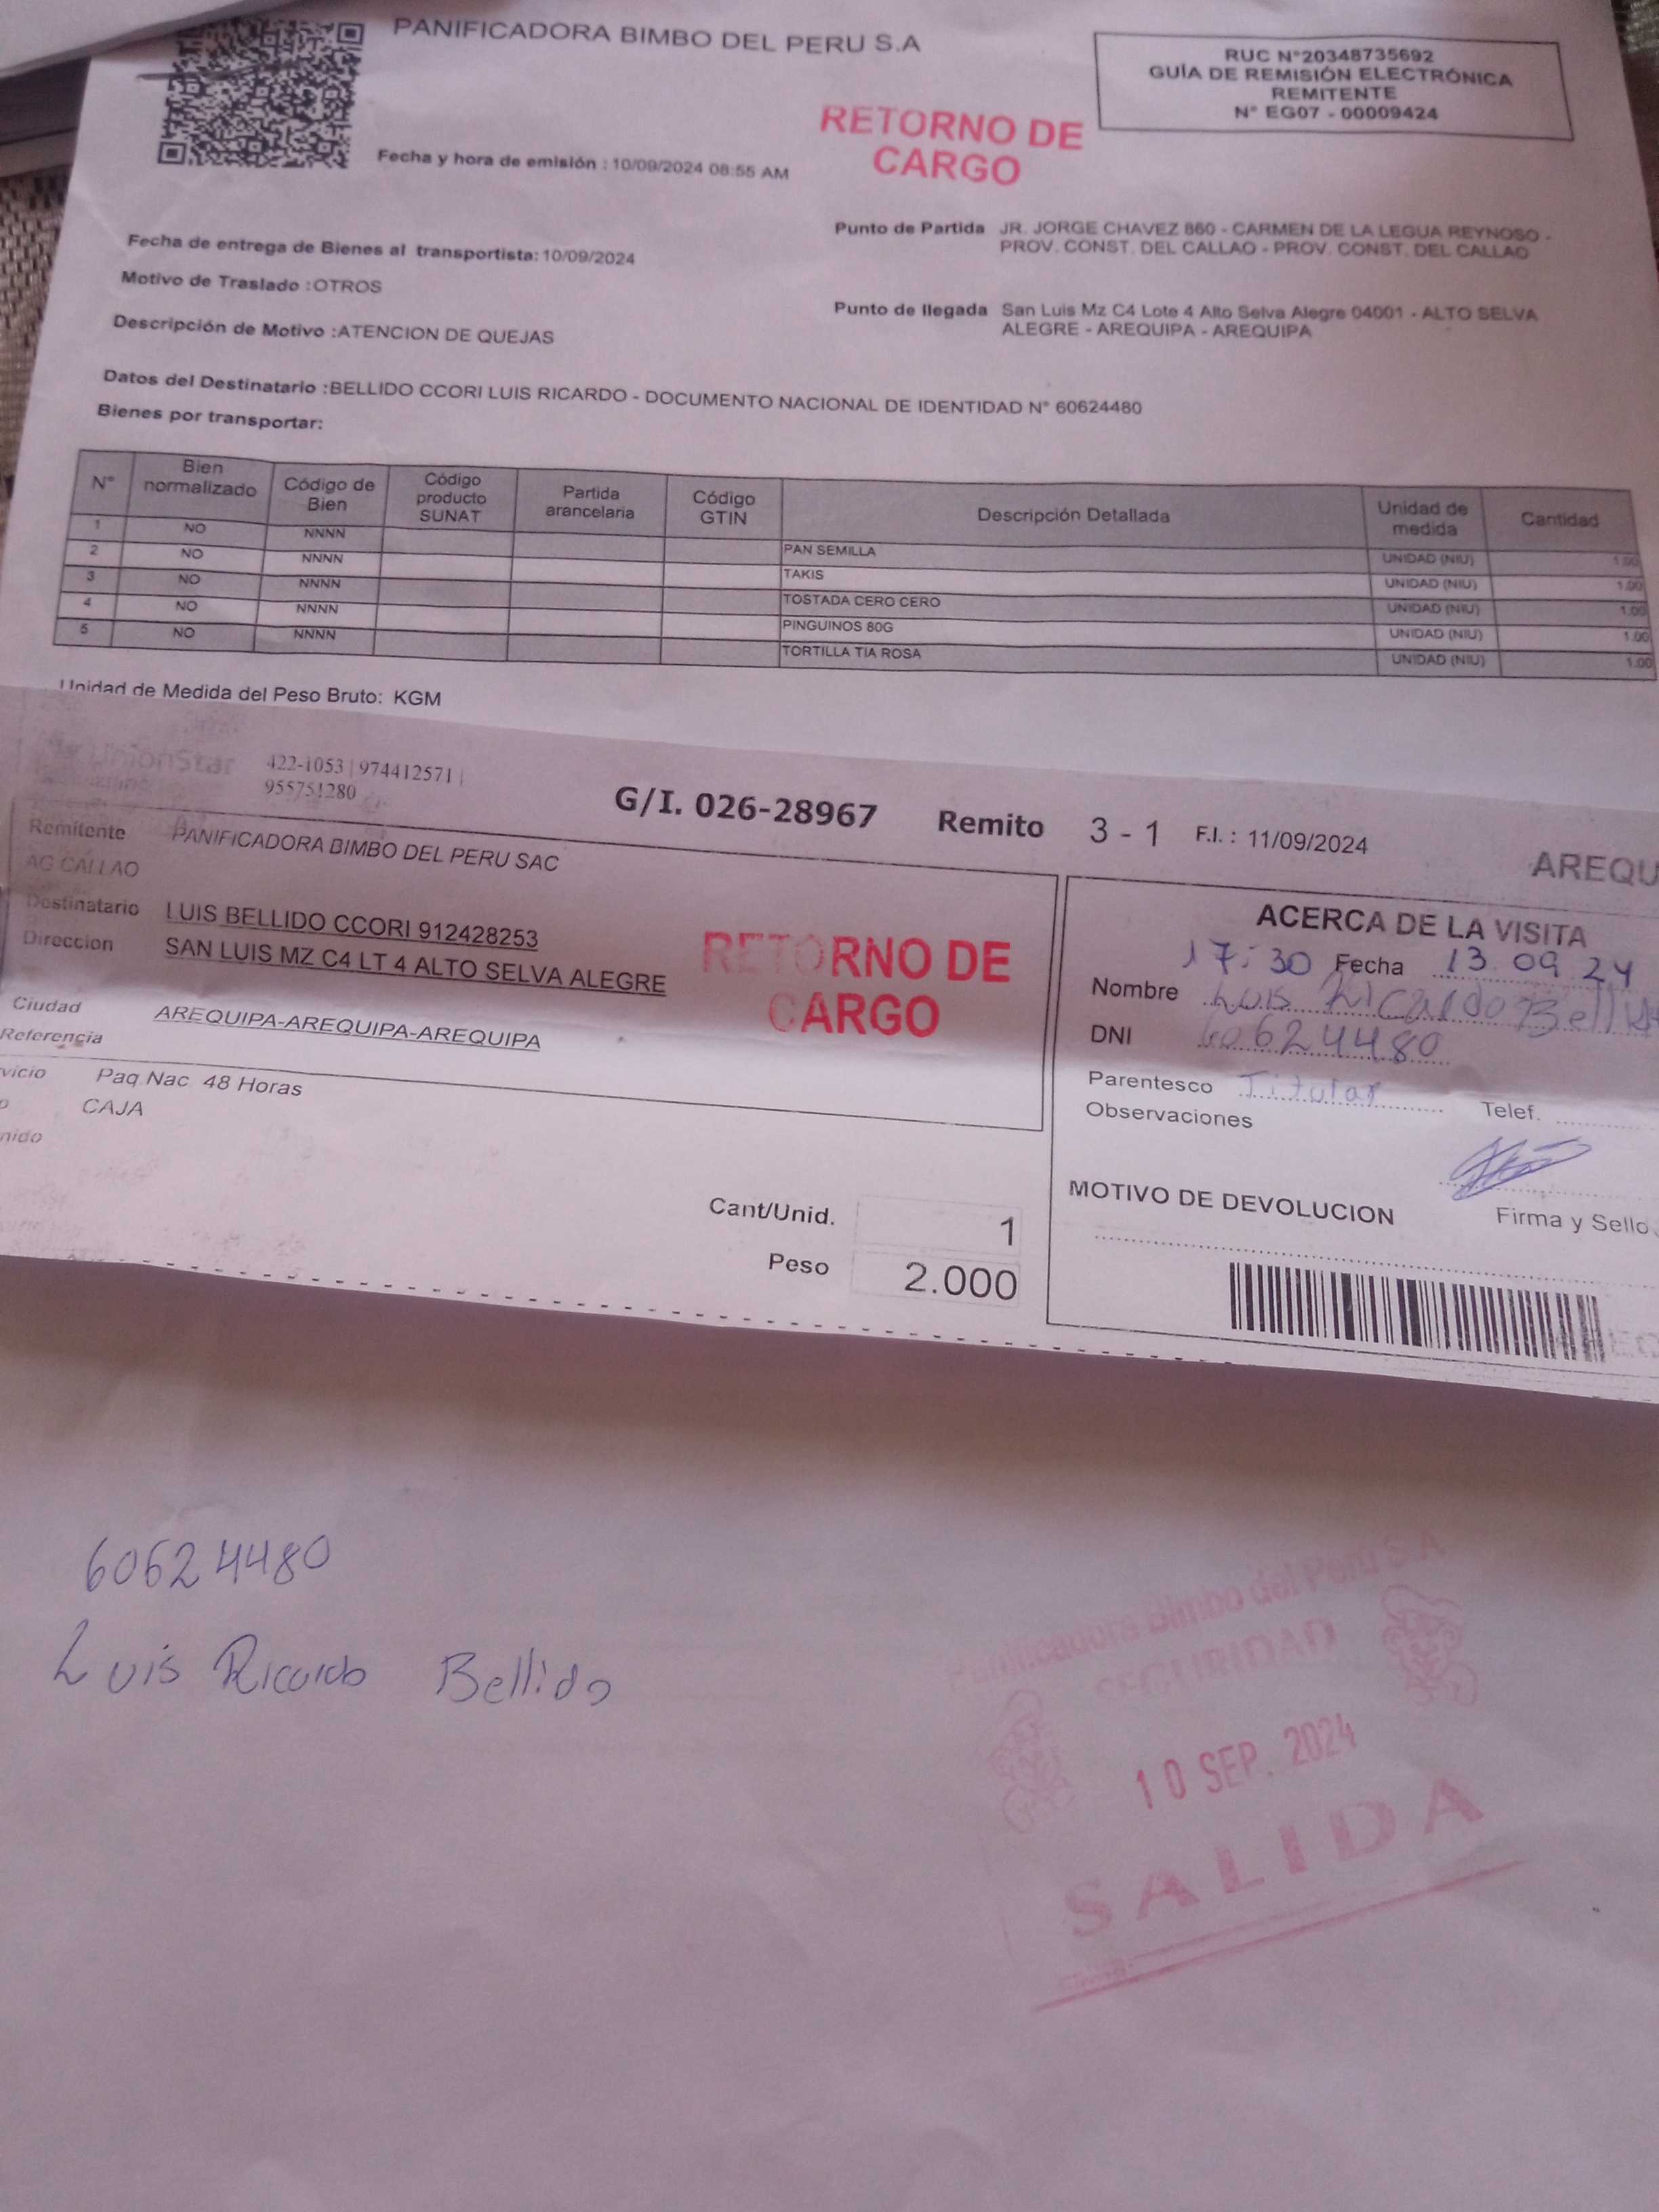 PANIFICADORA BIMBO DEL PERU S.A
RUC N°20348735692
GUÍA DE REMISIÓN ELECTRÓNICA
REMITENTE
N° EG07 - 00009424
RETORNO DE
CARGO
Fecha y hora de emisión : 10/09/2024 08:55 AM
Fecha de entrega de Bienes al transportista: 10/09/2024
Motivo de Traslado :OTROS
Descripción de Motivo :ATENCION DE QUEJAS
Punto de Partida JR. JORGE CHAVEZ 860 - CARMEN DE LA LEGUA REYNOSO -
PROV. CONST. DEL CALLAO - PROV. CONST. DEL CALLAO
Punto de llegada San Luis Mz C4 Lote 4 Alto Selva Alegre 04001 - ALTO SELVA
ALEGRE - AREQUIPA - AREQUIPA
Datos del Destinatario :BELLIDO CCORI LUIS RICARDO - DOCUMENTO NACIONAL DE IDENTIDAD N° 60624480
Bienes por transportar:
N° Bien normalizado Código de Bien Código producto SUNAT Partida arancelaria Código GTIN Descripción Detallada Unidad de medida Cantidad
1 NO NNNN PAN SEMILLA UNIDAD (NIU) 1.00
2 NO NNNN TAKIS UNIDAD (NIU) 1.00
3 NO NNNN TOSTADA CERO CERO UNIDAD (NIU) 1.00
4 NO NNNN PINGUINOS 80G UNIDAD (NIU) 1.00
5 NO NNNN TORTILLA TIA ROSA UNIDAD (NIU) 1.00
Unidad de Medida del Peso Bruto: KGM
UnionStar
422-1053 | 974412571 |
955751280
G/I. 026-28967 Remito 3 - 1 F.I. : 11/09/2024
AREQU
Remitente PANIFICADORA BIMBO DEL PERU SAC
AG CALLAO
Destinatario LUIS BELLIDO CCORI 912428253
Direccion SAN LUIS MZ C4 LT 4 ALTO SELVA ALEGRE
RETORNO DE
CARGO
Ciudad AREQUIPA-AREQUIPA-AREQUIPA
Referencia
vicio Paq Nac 48 Horas
CAJA
nido
Cant/Unid. 1
Peso 2.000
ACERCA DE LA VISITA
17:30 Fecha 13 09 24
Nombre Luis Ricardo Bellido
DNI 60624480
Parentesco Titular
Telef.
Observaciones
MOTIVO DE DEVOLUCION
Firma y Sello
60624480
Luis Ricardo Bellido
Panificadora Bimbo del Perú S.A
SEGURIDAD
10 SEP. 2024
SALIDA